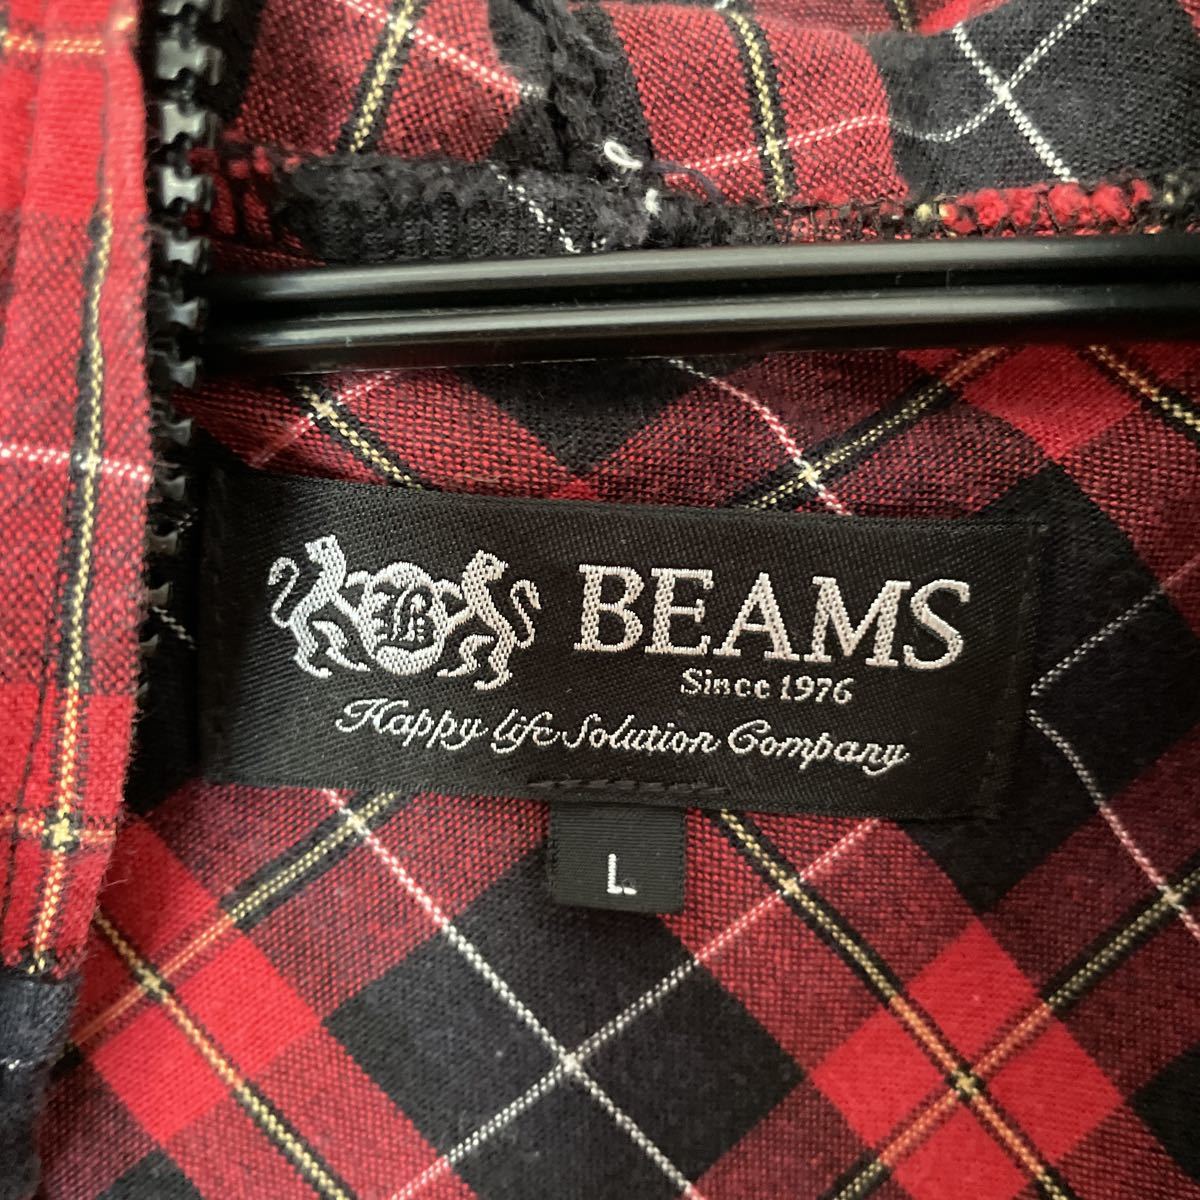 BEAMS
Since 1976
Happy life Solution Company
L